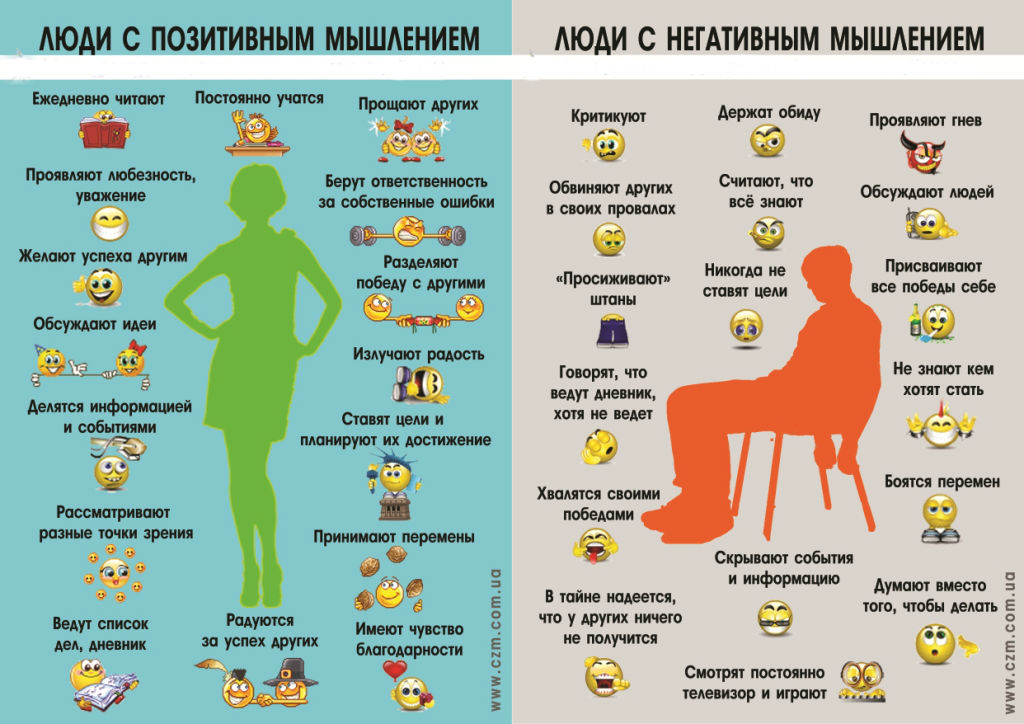 ЛЮДИ С ПОЗИТИВНЫМ МЫШЛЕНИЕМ
Ежедневно читают
Постоянно учатся
Прощают других
Проявляют любезность,
уважение
Берут ответственность
за собственные ошибки
Желают успеха другим
Разделяют
победу с другими
Обсуждают идеи
Излучают радость
Делятся информацией
и событиями
Ставят цели и
планируют их достижение
Рассматривают
разные точки зрения
Принимают перемены
Ведут список
дел, дневник
Радуются
за успех других
Имеют чувство
благодарности
www.czm.com.ua
ЛЮДИ С НЕГАТИВНЫМ МЫШЛЕНИЕМ
Критикуют
Держат обиду
Проявляют гнев
Обвиняют других
в своих провалах
Считают, что
всё знают
Обсуждают людей
«Просиживают»
штаны
Никогда не
ставят цели
Присваивают
все победы себе
Говорят, что
ведут дневник,
хотя не ведет
Не знают кем
хотят стать
Хвалятся своими
победами
Боятся перемен
Скрывают события
и информацию
В тайне надеется,
что у других ничего
не получится
Думают вместо
того, чтобы делать
Смотрят постоянно
телевизор и играют
www.czm.com.ua